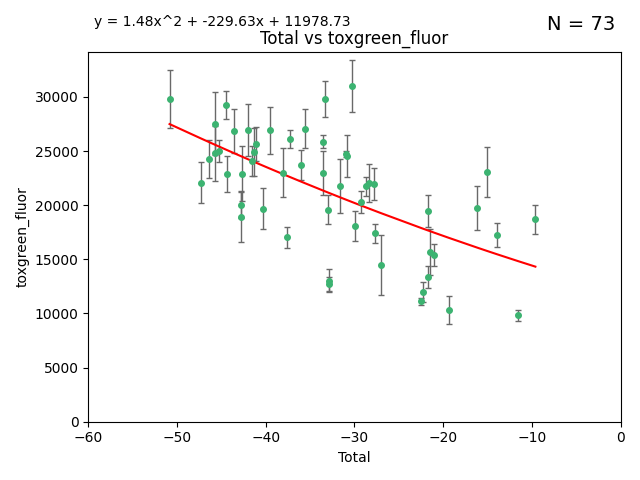 y = 1.48x^2 + -229.63x + 11978.73
N = 73
Total vs toxgreen_fluor
30000
25000
20000
15000
10000
5000
0
toxgreen_fluor
−60
−50
−40
−30
−20
−10
0
Total